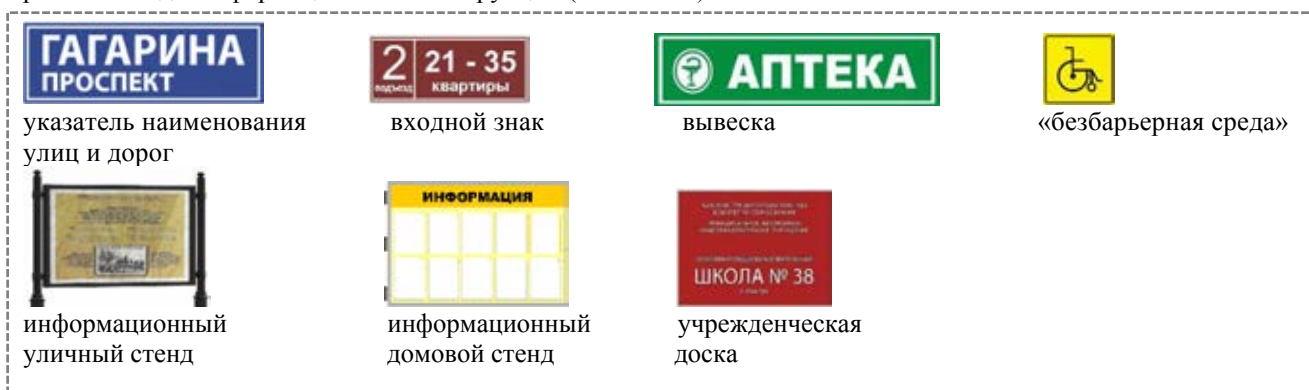 ГАГАРИНА
ПРОСПЕКТ
2 21 - 35
подъезд квартиры
АПТЕКА
указатель наименования
улиц и дорог
входной знак
вывеска
«безбарьерная среда»
ИНФОРМАЦИЯ
ШКОЛА № 38
информационный
уличный стенд
информационный
домовой стенд
учрежденческая
доска